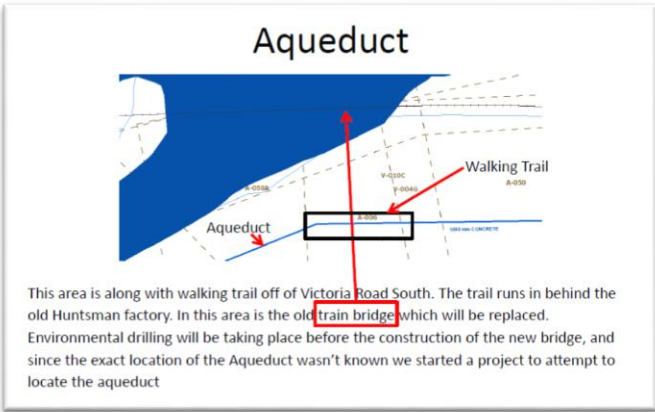 Aqueduct
Walking Trail
V-010C
A-050
A-050B
V-004G
A-006
Aqueduct
1050 mm CONCRETE
This area is along with walking trail off of Victoria Road South. The trail runs in behind the
old Huntsman factory. In this area is the old train bridge which will be replaced.
Environmental drilling will be taking place before the construction of the new bridge, and
since the exact location of the Aqueduct wasn't known we started a project to attempt to
locate the aqueduct